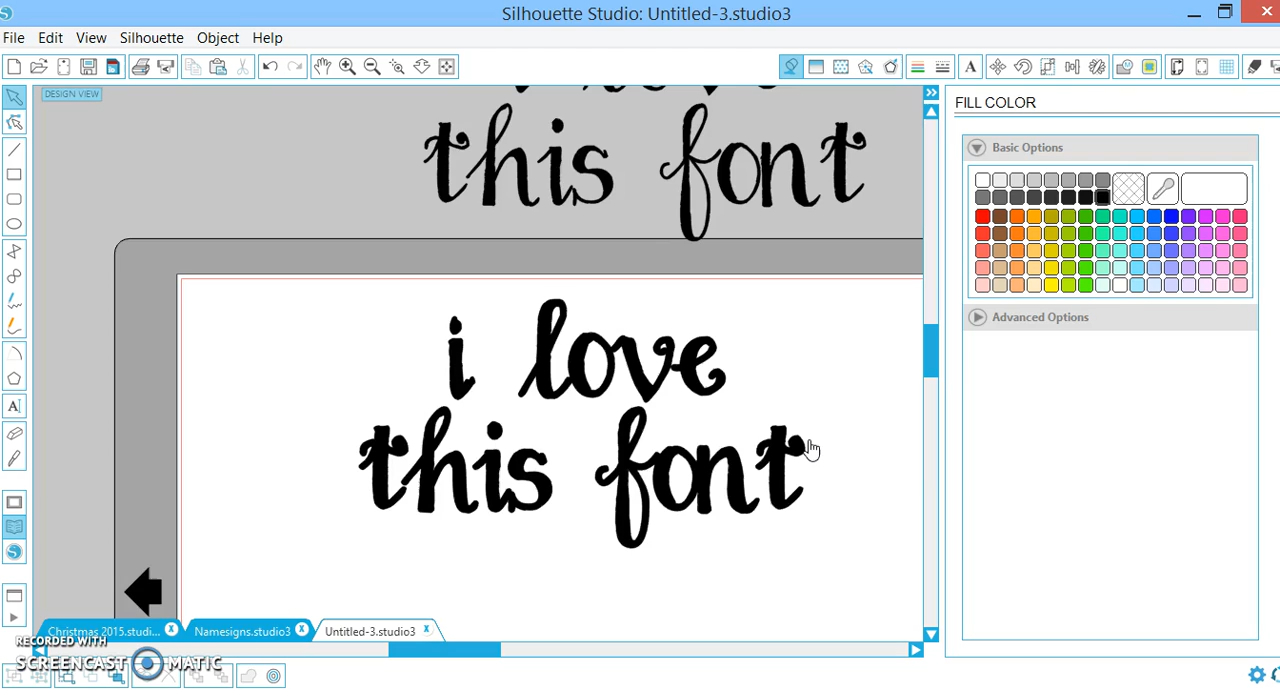 Silhouette Studio: Untitled-3.studio3
File Edit View Silhouette Object Help
DESIGN VIEW
FILL COLOR
Basic Options
Advanced Options
this font
i love
this font
Christmas 2015.studi... Namesigns.studio3 Untitled-3.studio3
RECORDED WITH
SCREENCAST MATIC